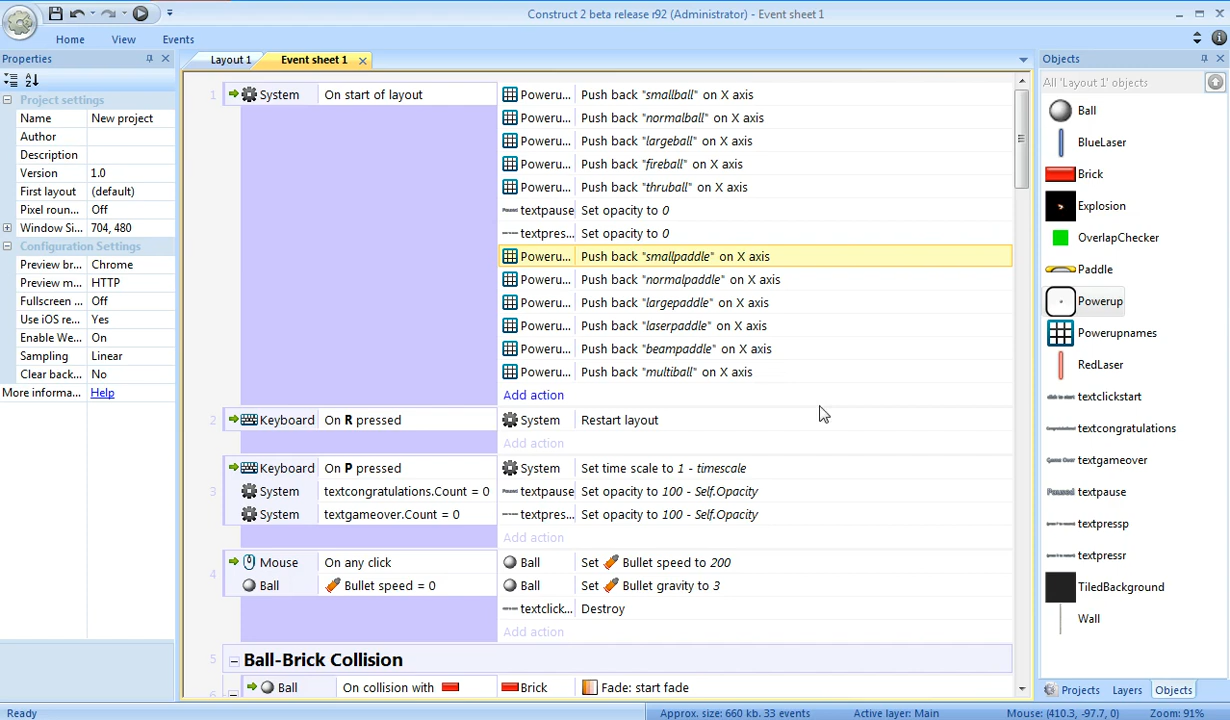 Construct 2 beta release r92 (Administrator) - Event sheet 1
Home View Events
Properties
Layout 1 Event sheet 1
Objects
Project settings
Name New project
Author
Description
Version 1.0
First layout (default)
Pixel roun... Off
Window Si... 704, 480
Configuration Settings
Preview br... Chrome
Preview m... HTTP
Fullscreen ... Off
Use iOS re... Yes
Enable We... On
Sampling Linear
Clear back... No
More informa... Help
1 System On start of layout
Poweru... Push back "smallball" on X axis
Poweru... Push back "normalball" on X axis
Poweru... Push back "largeball" on X axis
Poweru... Push back "fireball" on X axis
Poweru... Push back "thruball" on X axis
textpause Set opacity to 0
textpres... Set opacity to 0
Poweru... Push back "smallpaddle" on X axis
Poweru... Push back "normalpaddle" on X axis
Poweru... Push back "largepaddle" on X axis
Poweru... Push back "laserpaddle" on X axis
Poweru... Push back "beampaddle" on X axis
Poweru... Push back "multiball" on X axis
Add action
2 Keyboard On R pressed System Restart layout
Add action
Keyboard On P pressed System Set time scale to 1 - timescale
3 System textcongratulations.Count = 0 textpause Set opacity to 100 - Self.Opacity
System textgameover.Count = 0 textpres... Set opacity to 100 - Self.Opacity
Add action
4 Mouse On any click Ball Set Bullet speed to 200
Ball Bullet speed = 0 Ball Set Bullet gravity to 3
textclick... Destroy
Add action
5 Ball-Brick Collision
6 Ball On collision with Brick Fade: start fade
All 'Layout 1' objects
Ball
BlueLaser
Brick
Explosion
OverlapChecker
Paddle
Powerup
Powerupnames
RedLaser
textclickstart
textcongratulations
textgameover
textpause
textpressp
textpressr
TiledBackground
Wall
Projects Layers Objects
Ready Approx. size: 660 kb. 33 events Active layer: Main Mouse: (410.3, -97.7, 0) Zoom: 91%